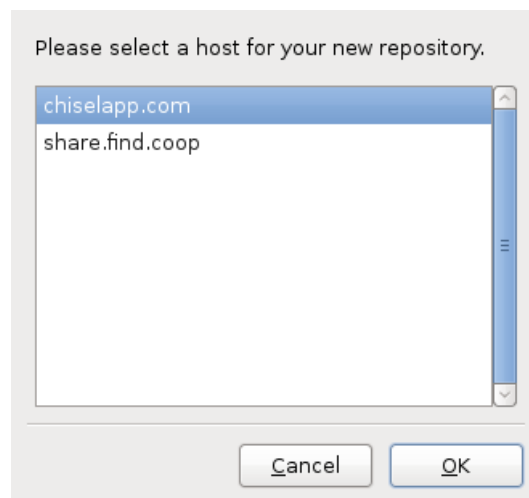 Please select a host for your new repository.
chiselapp.com
share.find.coop
Cancel
OK